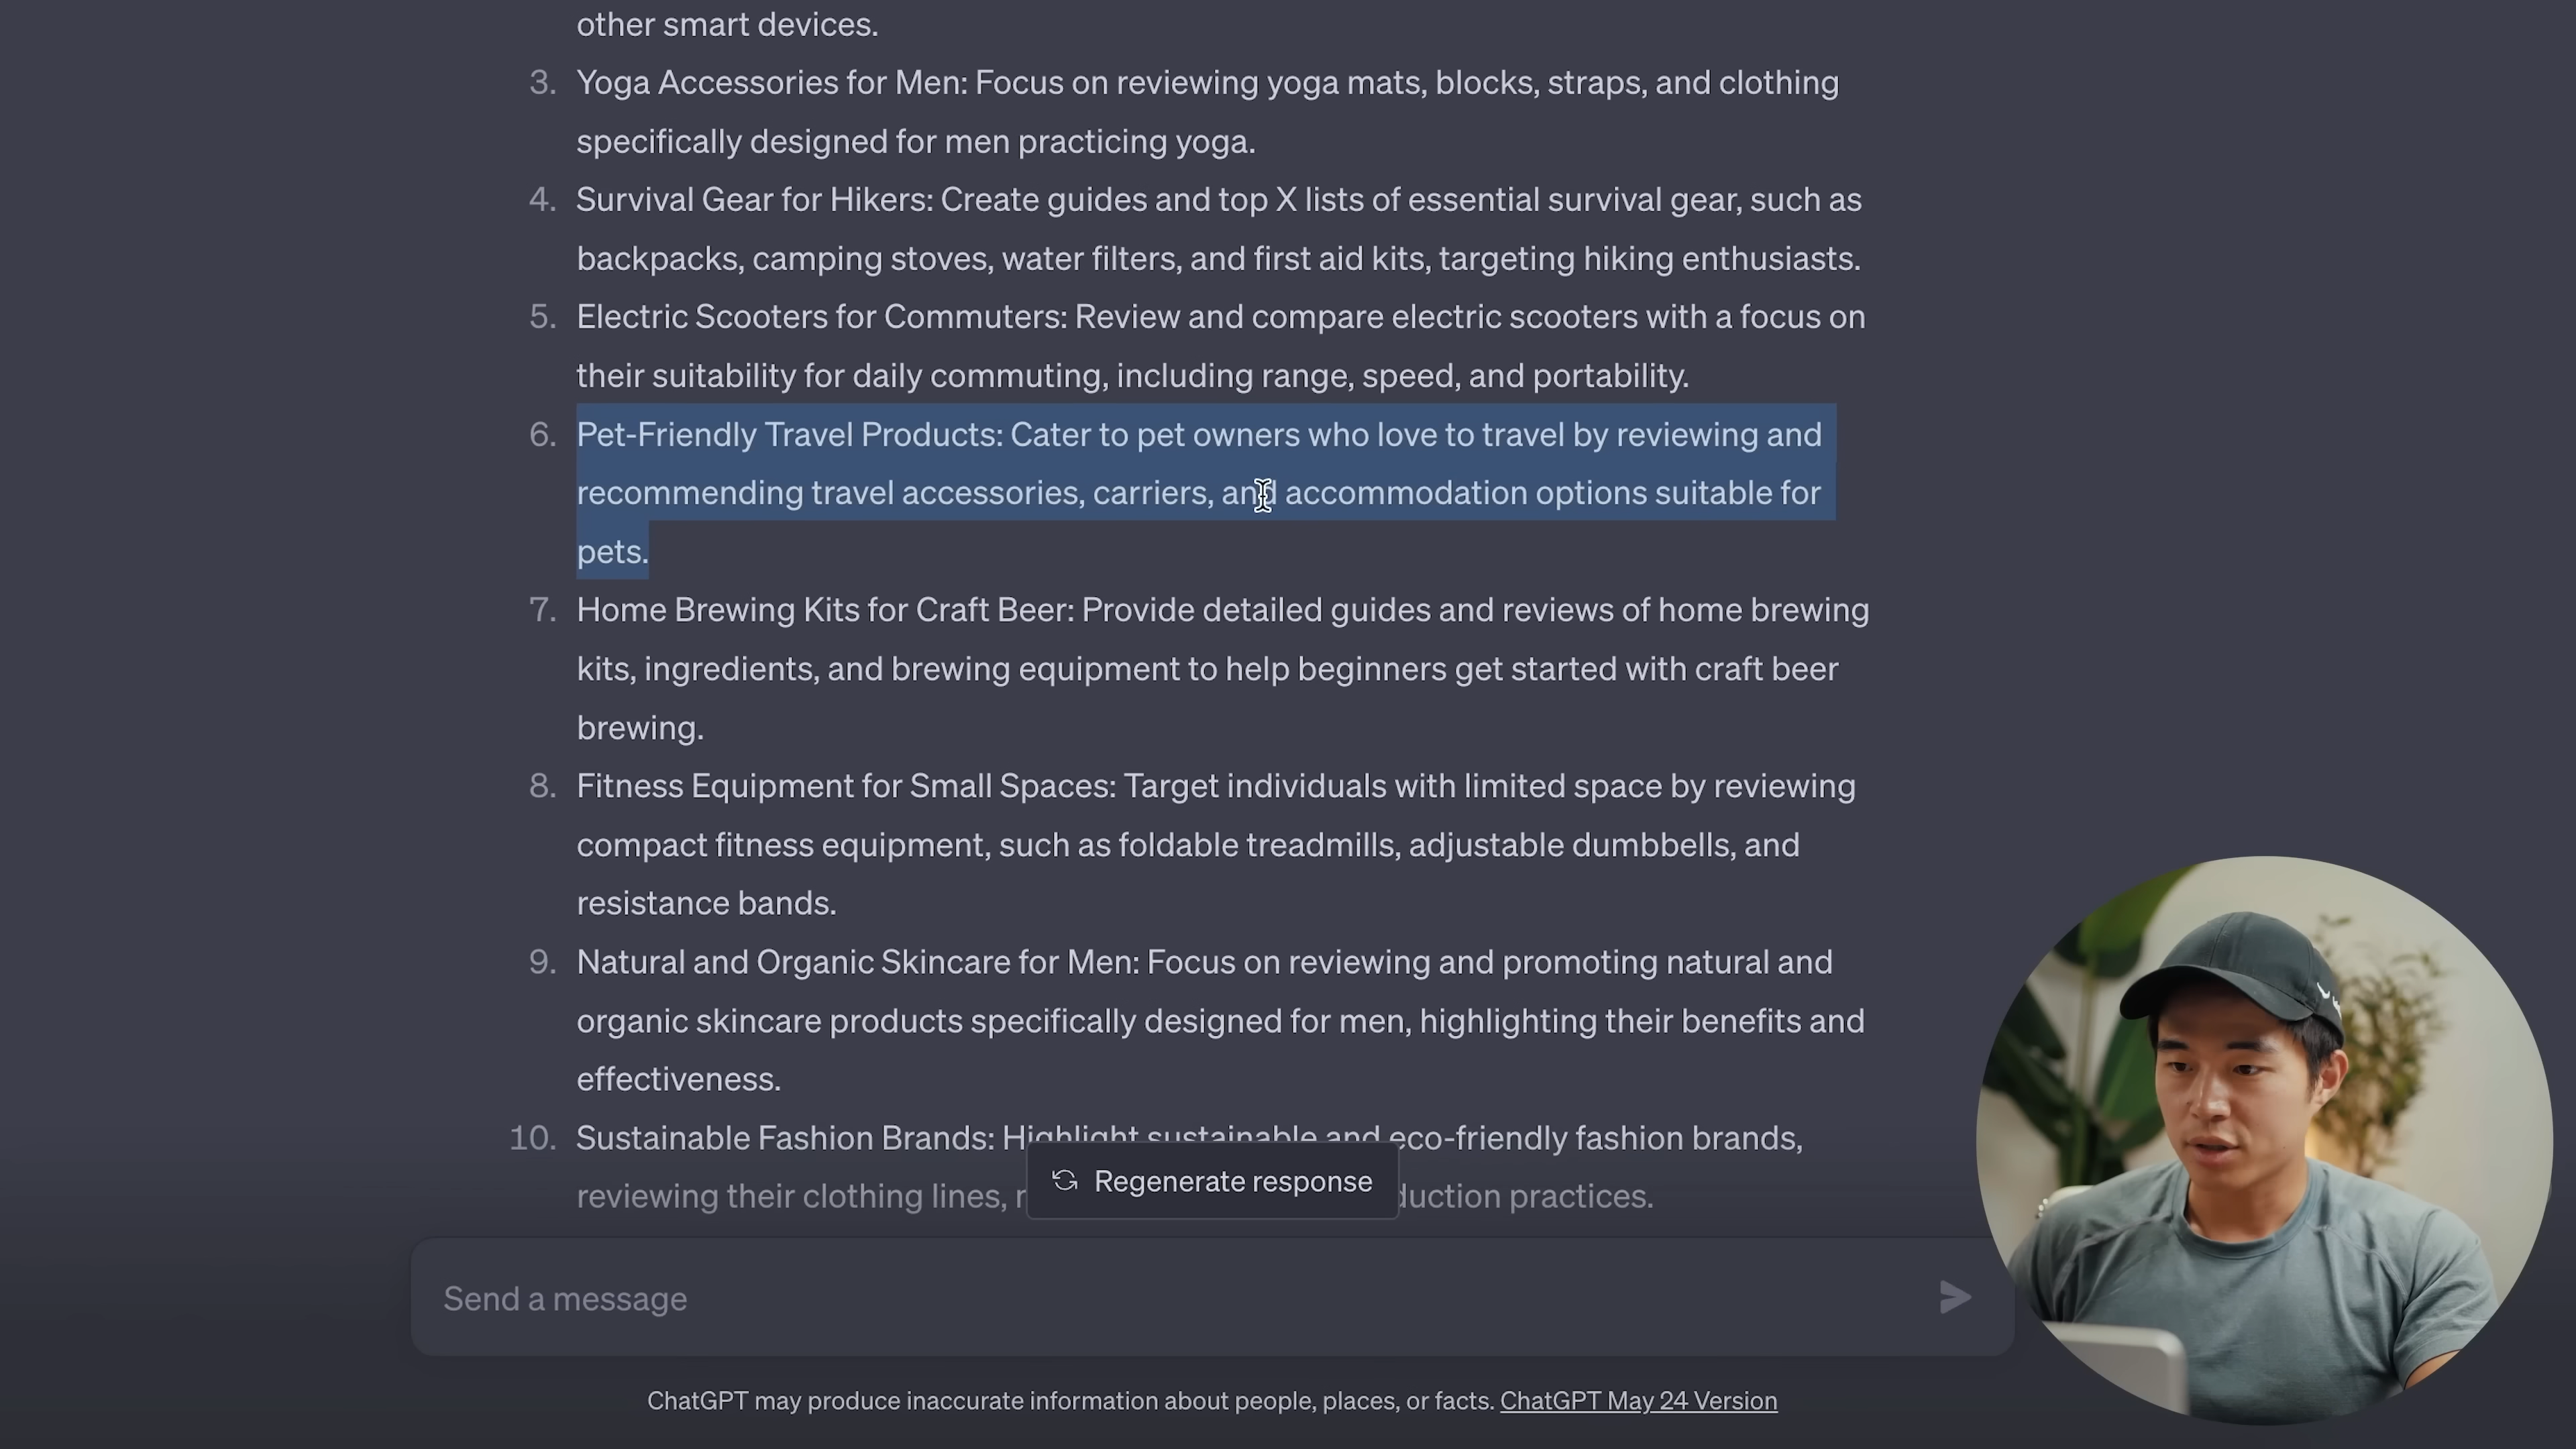 other smart devices.
3. Yoga Accessories for Men: Focus on reviewing yoga mats, blocks, straps, and clothing
specifically designed for men practicing yoga.
4. Survival Gear for Hikers: Create guides and top X lists of essential survival gear, such as
backpacks, camping stoves, water filters, and first aid kits, targeting hiking enthusiasts.
5. Electric Scooters for Commuters: Review and compare electric scooters with a focus on
their suitability for daily commuting, including range, speed, and portability.
6. Pet-Friendly Travel Products: Cater to pet owners who love to travel by reviewing and
recommending travel accessories, carriers, and accommodation options suitable for
pets.
7. Home Brewing Kits for Craft Beer: Provide detailed guides and reviews of home brewing
kits, ingredients, and brewing equipment to help beginners get started with craft beer
brewing.
8. Fitness Equipment for Small Spaces: Target individuals with limited space by reviewing
compact fitness equipment, such as foldable treadmills, adjustable dumbbells, and
resistance bands.
9. Natural and Organic Skincare for Men: Focus on reviewing and promoting natural and
organic skincare products specifically designed for men, highlighting their benefits and
effectiveness.
10. Sustainable Fashion Brands: Highlight sustainable and eco-friendly fashion brands,
reviewing their clothing lines, practices.
Regenerate response
Send a message
ChatGPT may produce inaccurate information about people, places, or facts. ChatGPT May 24 Version